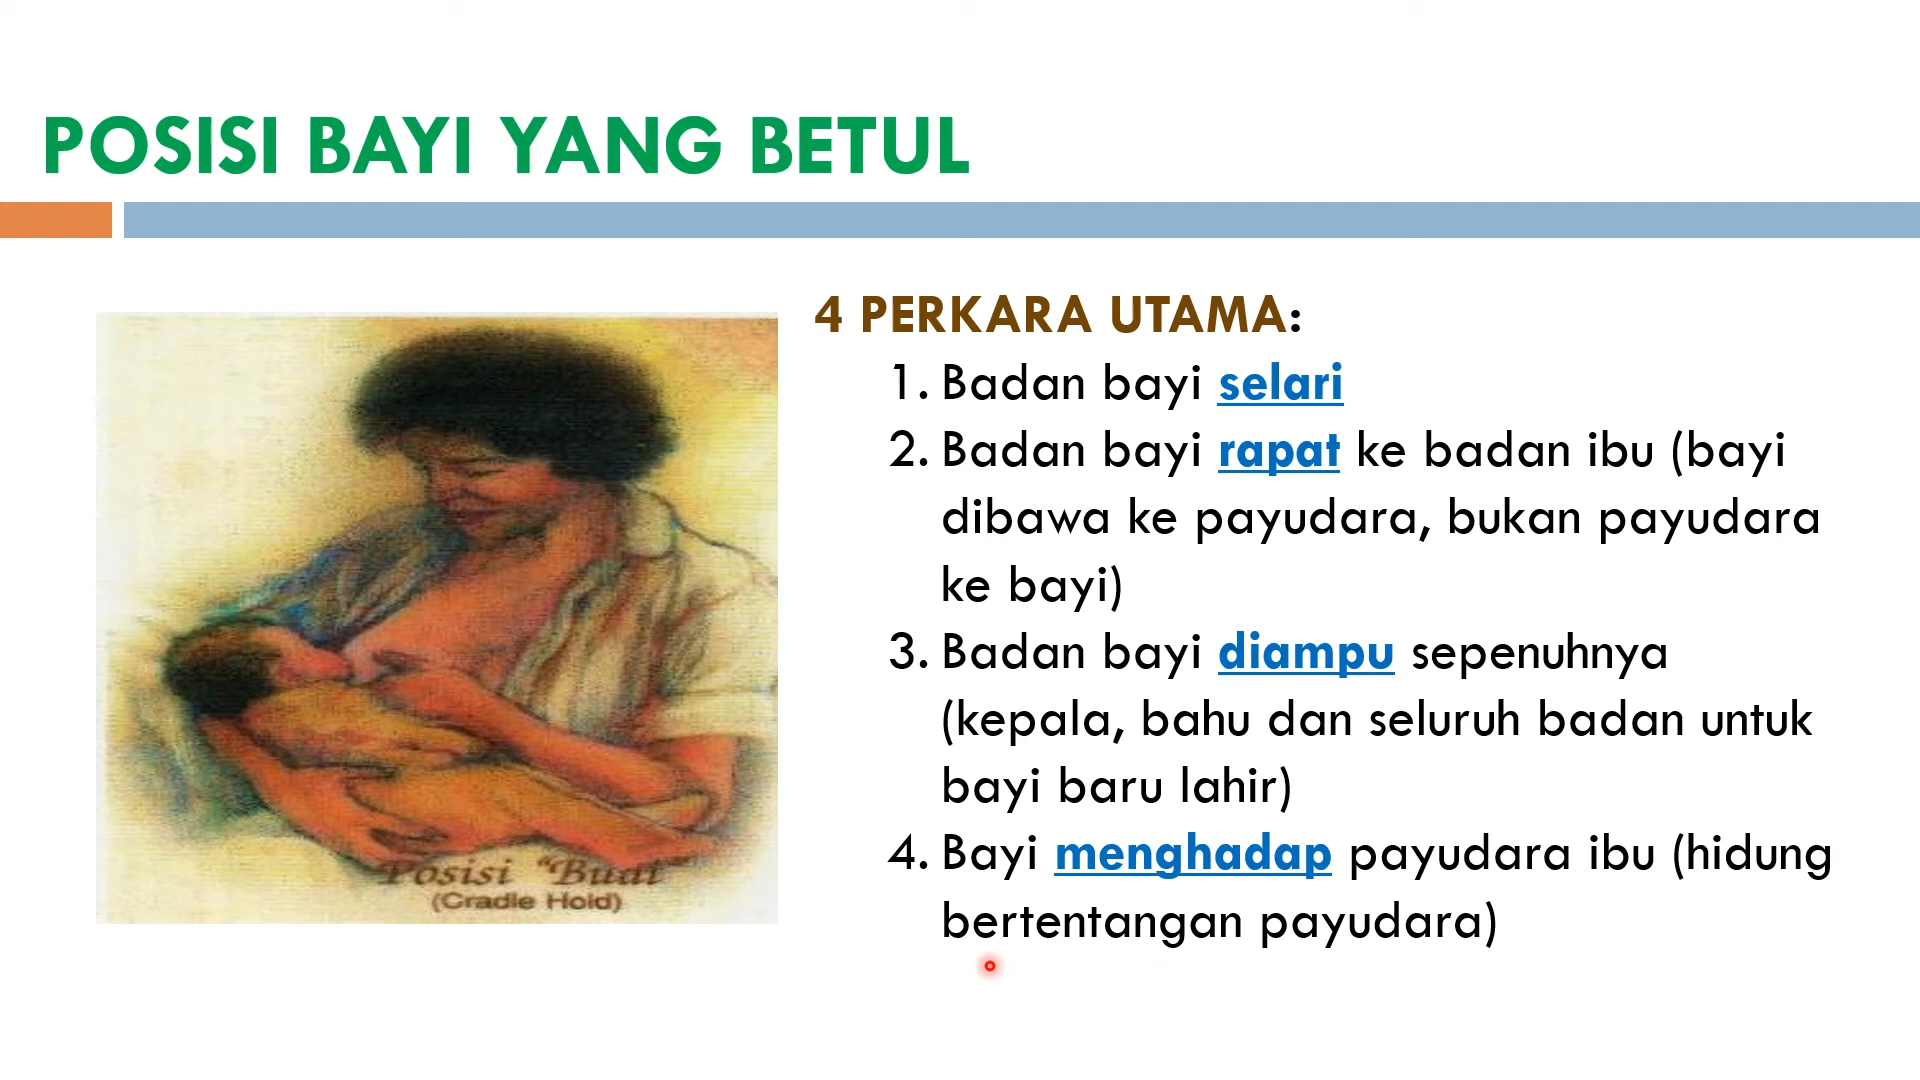 POSISI BAYI YANG BETUL
4 PERKARA UTAMA:
1. Badan bayi selari
2. Badan bayi rapat ke badan ibu (bayi
dibawa ke payudara, bukan payudara
ke bayi)
3. Badan bayi diampu sepenuhnya
(kepala, bahu dan seluruh badan untuk
bayi baru lahir)
4. Bayi menghadap payudara ibu (hidung
bertentangan payudara)
Posisi
(Cradle Hold)